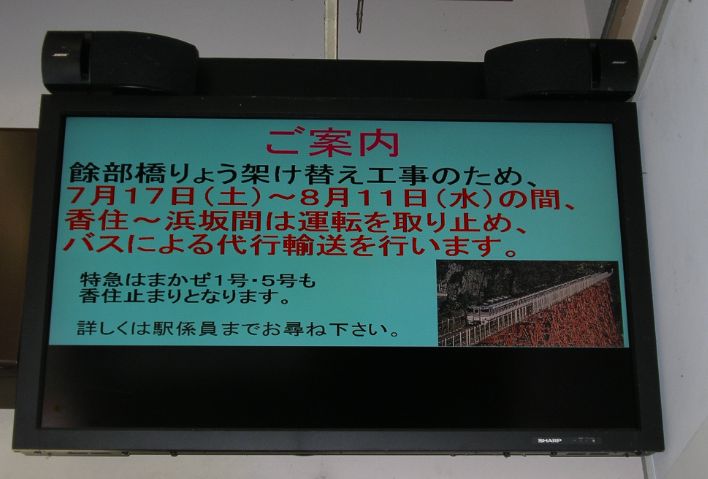 BOSE
BOSE
ご案内
餘部橋りょう架け替え工事のため、
7月17日(土)～8月11日(水)の間、
香住～浜坂間は運転を取り止め、
バスによる代行輸送を行います。
特急はまかぜ1号・5号も
香住止まりとなります。
詳しくは駅係員までお尋ね下さい。
SHARP